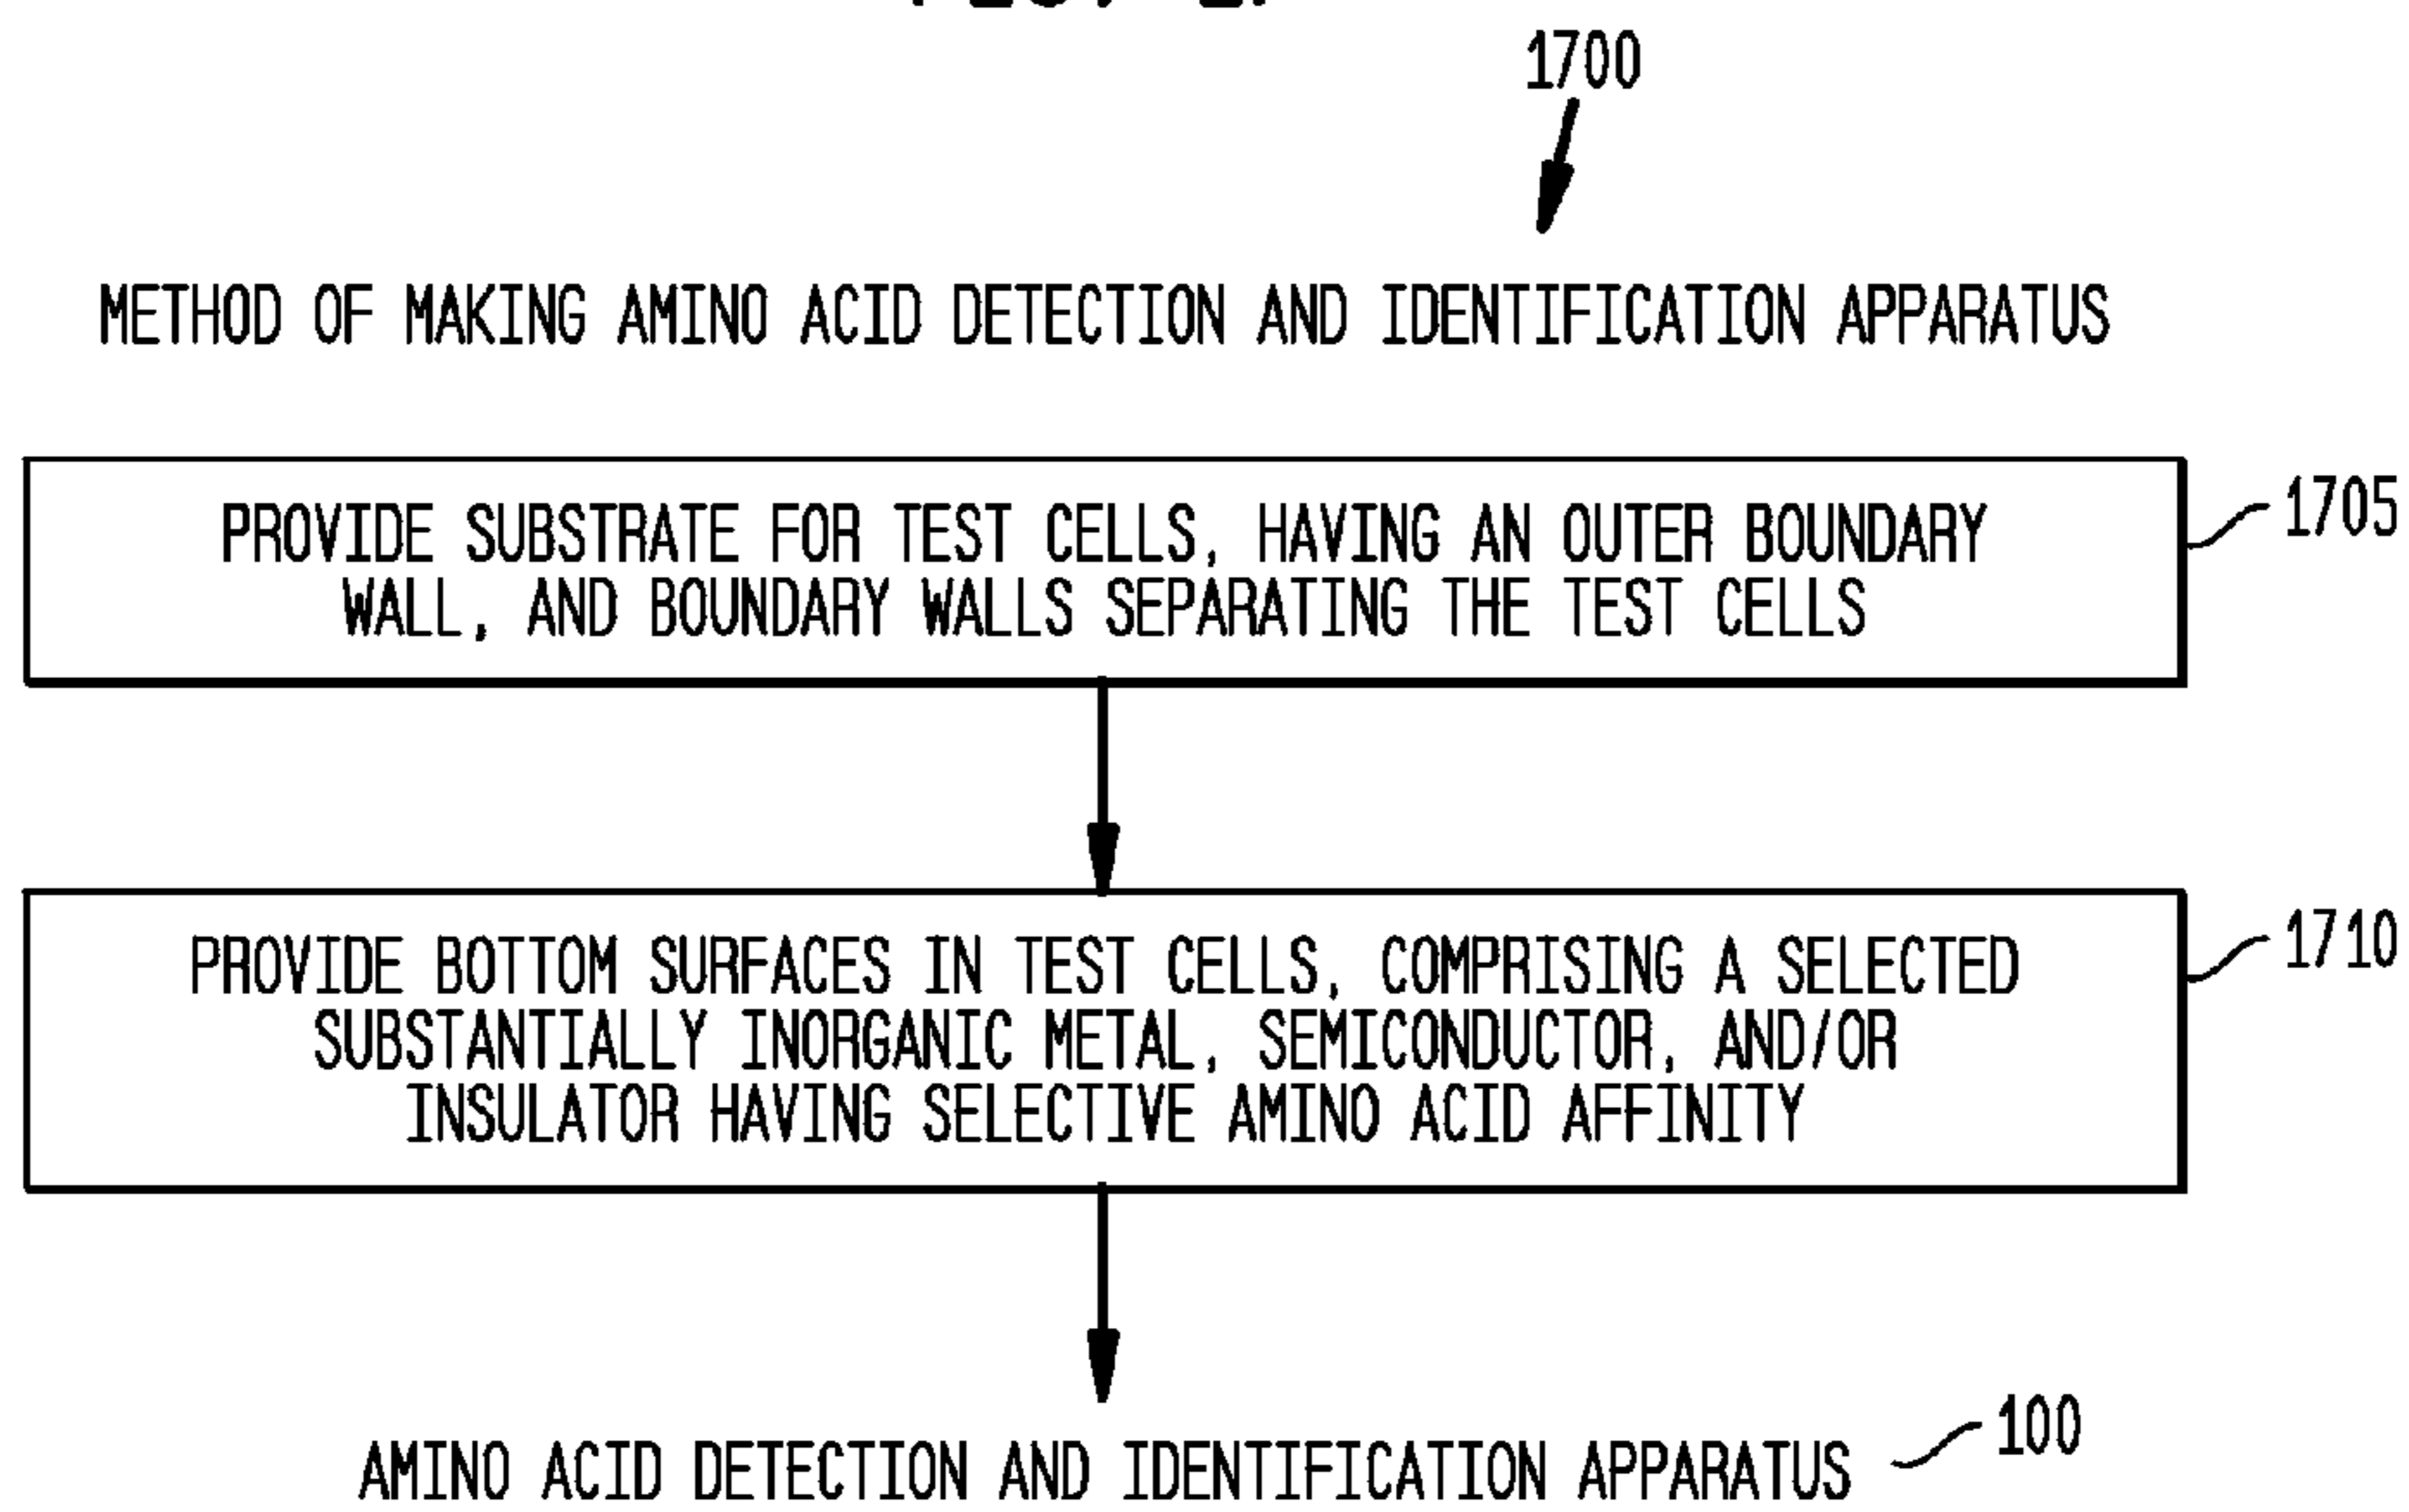 1700
METHOD OF MAKING AMINO ACID DETECTION AND IDENTIFICATION APPARATUS
PROVIDE SUBSTRATE FOR TEST CELLS, HAVING AN OUTER BOUNDARY
WALL, AND BOUNDARY WALLS SEPARATING THE TEST CELLS
1705
PROVIDE BOTTOM SURFACES IN TEST CELLS, COMPRISING A SELECTED
SUBSTANTIALLY INORGANIC METAL, SEMICONDUCTOR, AND/OR
INSULATOR HAVING SELECTIVE AMINO ACID AFFINITY
1710
AMINO ACID DETECTION AND IDENTIFICATION APPARATUS
100